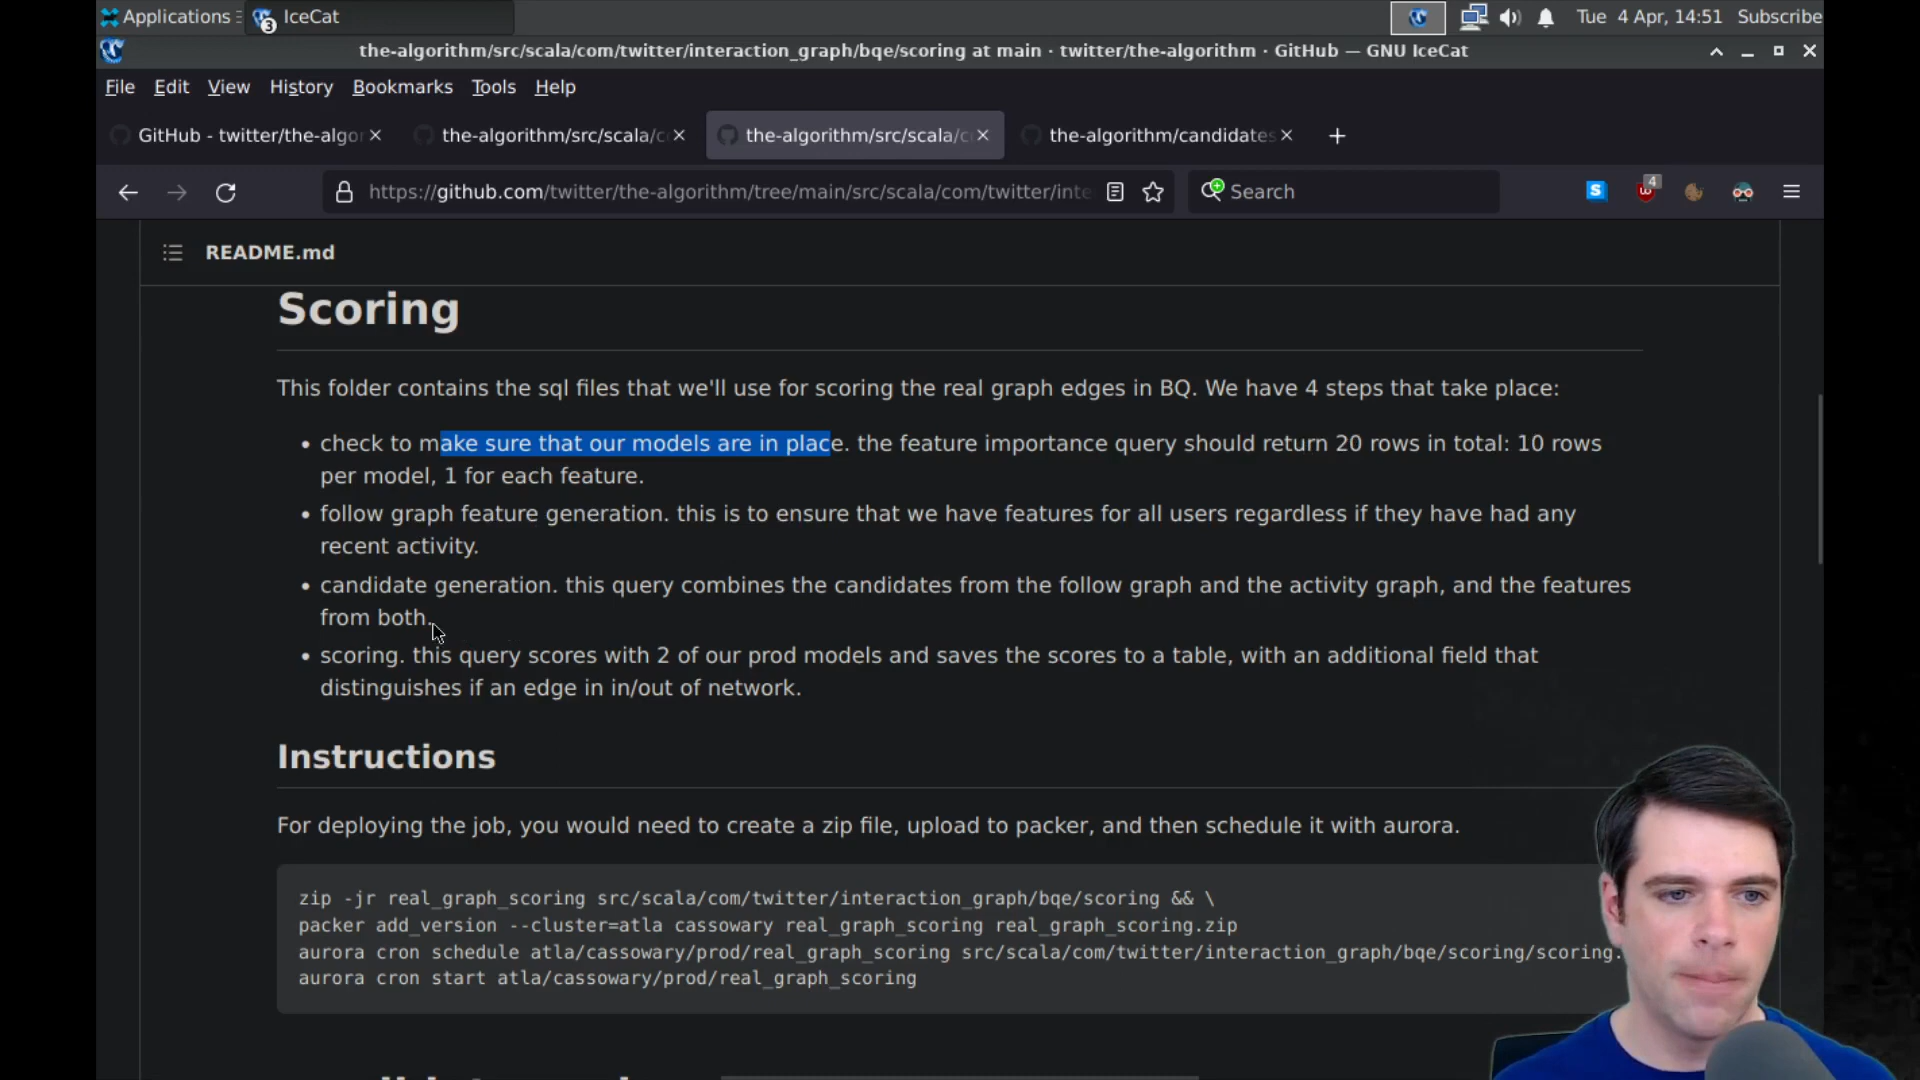 Applications
3
IceCat
Tue 4 Apr, 14:51
Subscribe
the-algorithm/src/scala/com/twitter/interaction_graph/bqe/scoring at main · twitter/the-algorithm · GitHub — GNU IceCat
File Edit View History Bookmarks Tools Help
GitHub - twitter/the-algo
the-algorithm/src/scala/c
the-algorithm/src/scala/c
the-algorithm/candidates
https://github.com/twitter/the-algorithm/tree/main/src/scala/com/twitter/inte
Search
S
4
README.md
Scoring
This folder contains the sql files that we'll use for scoring the real graph edges in BQ. We have 4 steps that take place:
• check to make sure that our models are in place. the feature importance query should return 20 rows in total: 10 rows
per model, 1 for each feature.
• follow graph feature generation. this is to ensure that we have features for all users regardless if they have had any
recent activity.
• candidate generation. this query combines the candidates from the follow graph and the activity graph, and the features
from both.
• scoring. this query scores with 2 of our prod models and saves the scores to a table, with an additional field that
distinguishes if an edge in in/out of network.
Instructions
For deploying the job, you would need to create a zip file, upload to packer, and then schedule it with aurora.
zip -jr real_graph_scoring src/scala/com/twitter/interaction_graph/bqe/scoring && \
packer add_version --cluster=atla cassowary real_graph_scoring real_graph_scoring.zip
aurora cron schedule atla/cassowary/prod/real_graph_scoring src/scala/com/twitter/interaction_graph/bqe/scoring/scoring.
aurora cron start atla/cassowary/prod/real_graph_scoring